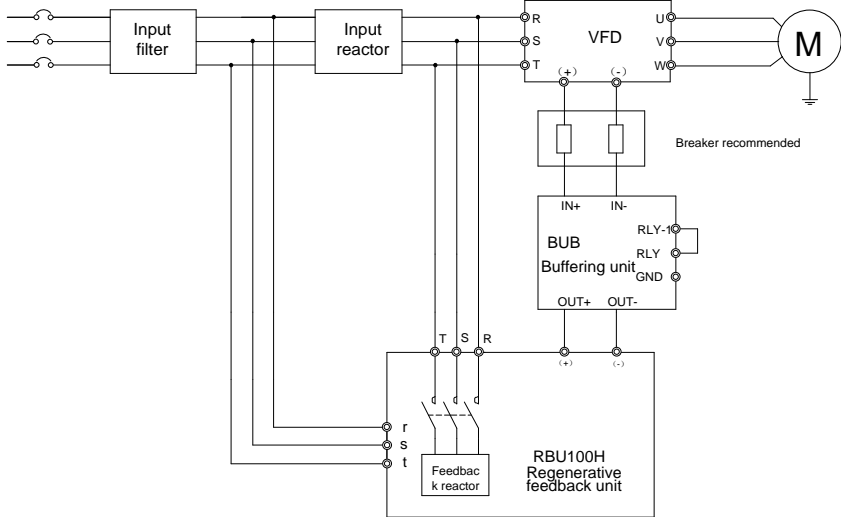 Input
filter
Input
reactor
R
S
T
VFD
U
V
W
M
(+)
(-)
Breaker recommended
IN+
IN-
BUB
Buffering unit
RLY-1
RLY
GND
OUT+
OUT-
T
S
R
(+)
(-)
r
s
t
Feedbac
k reactor
RBU100H
Regenerative
feedback unit